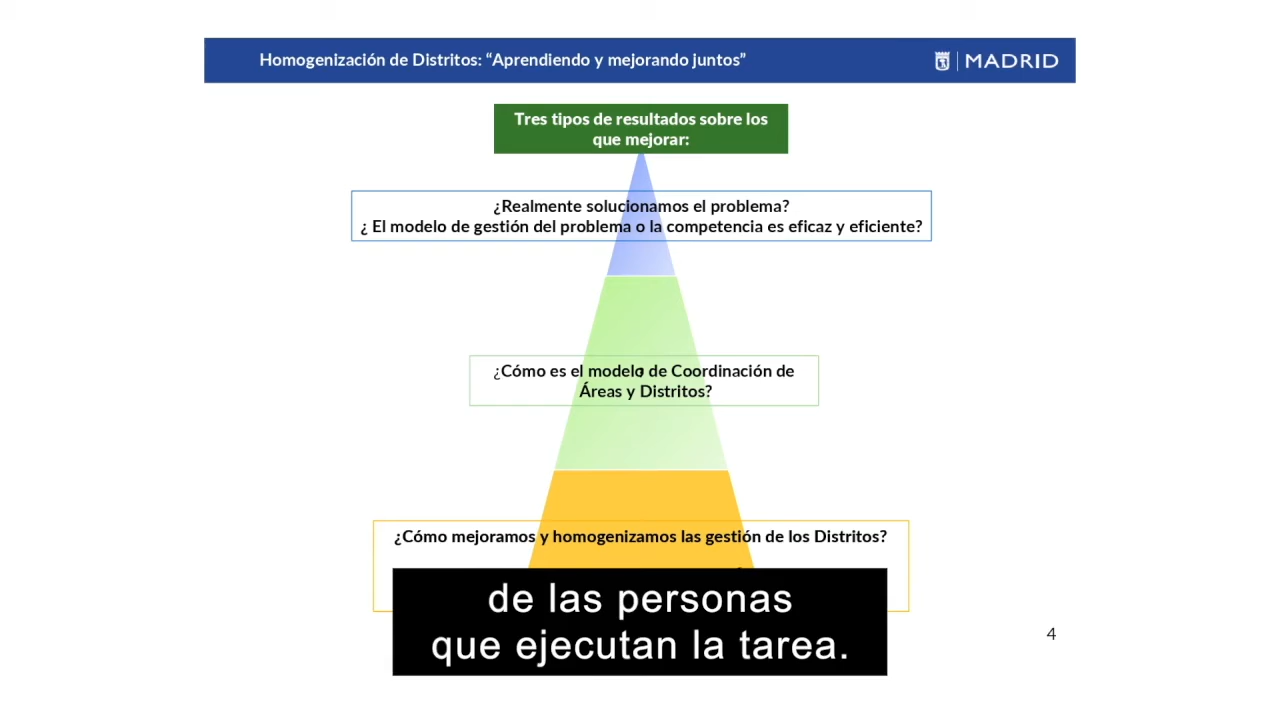 Homogenización de Distritos: “Aprendiendo y mejorando juntos”
MADRID
Tres tipos de resultados sobre los
que mejorar:
¿Realmente solucionamos el problema?
¿ El modelo de gestión del problema o la competencia es eficaz y eficiente?
¿Cómo es el modelo de Coordinación de
Áreas y Distritos?
¿Cómo mejoramos y homogenizamos las gestión de los Distritos?
de las personas
que ejecutan la tarea.
4